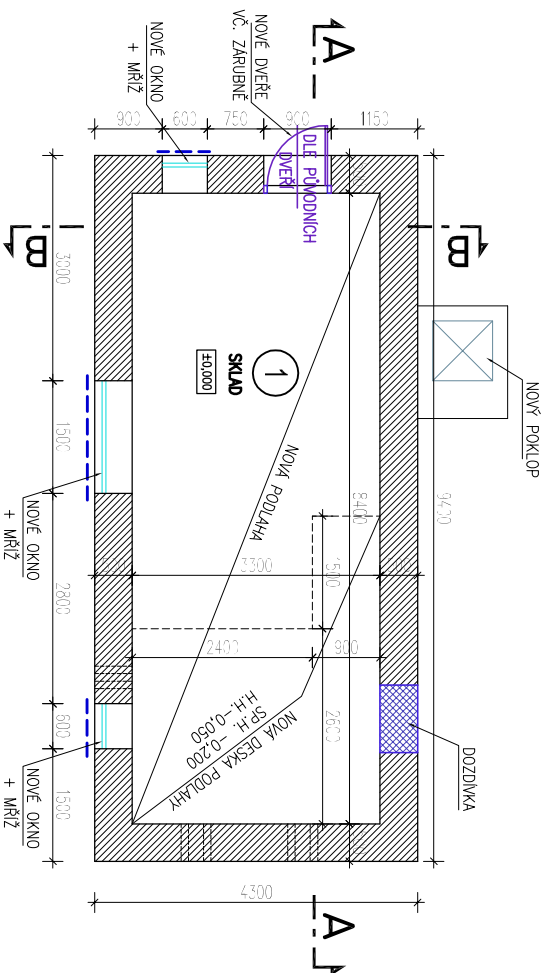 A
NOVÉ DVEŘE
VČ. ZÁRUBNĚ
NOVÉ OKNO
+ MŘÍŽ
900
600
750
900
1150
DLE PŮVODNÍCH
DVEŘÍ
B
B
NOVÝ POKLOP
9400
3000
1500
2800
600
1500
1
SKLAD
±0,000
NOVÁ PODLAHA
8400
3300
1500
2400
900
2600
NOVÁ DESKA PODLAHY
SP.H. -0,200
H.H.-0,050
DOZDÍVKA
NOVÉ OKNO
+ MŘÍŽ
NOVÉ OKNO
+ MŘÍŽ
4300
A